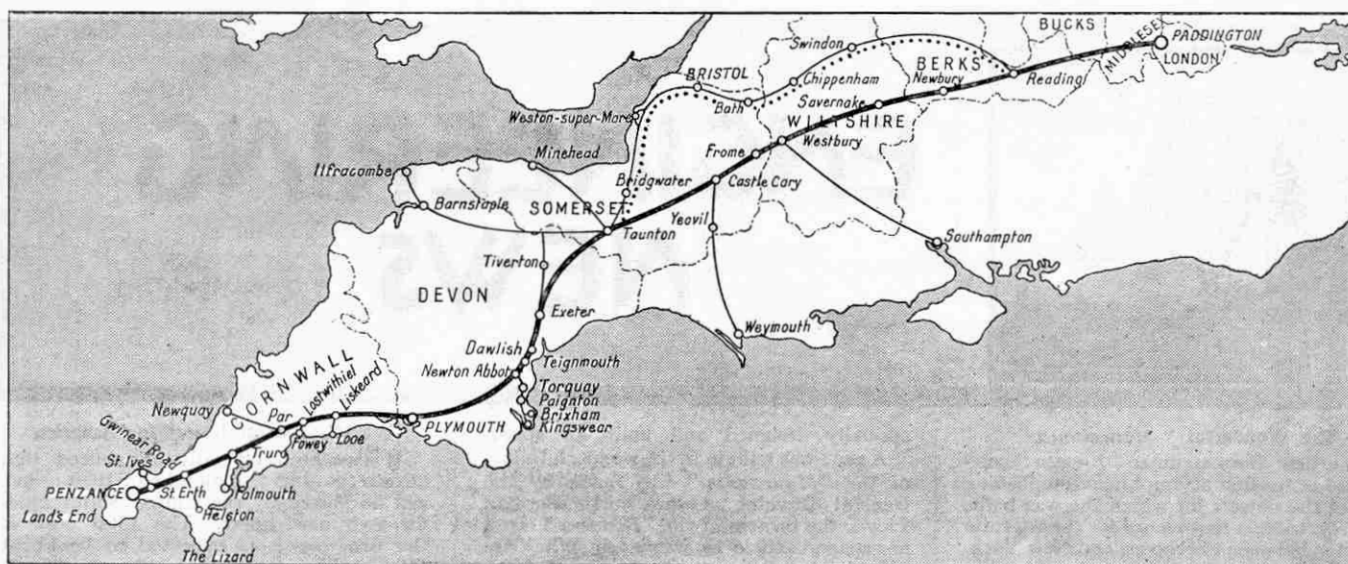 BUCKS
MIDDLESEX
PADDINGTON
LONDON
Swindon
BERKS
Reading
BRISTOL
Chippenham
Newbury
Bath
Savernake
WILTSHIRE
Weston-super-Mare
Westbury
Frome
Minehead
Ilfracombe
Castle Cary
Bridgwater
Barnstaple
SOMERSET
Yeovil
Taunton
Southampton
Tiverton
DEVON
Exeter
Weymouth
Dawlish
Teignmouth
Newton Abbot
Torquay
Paignton
Brixham
Kingswear
CORNWALL
Lostwithiel
Liskeard
Newquay
Par
PLYMOUTH
Fowey
Looe
Gwinear Road
Truro
St Ives
PENZANCE
St Erth
Falmouth
Land's End
Helston
The Lizard